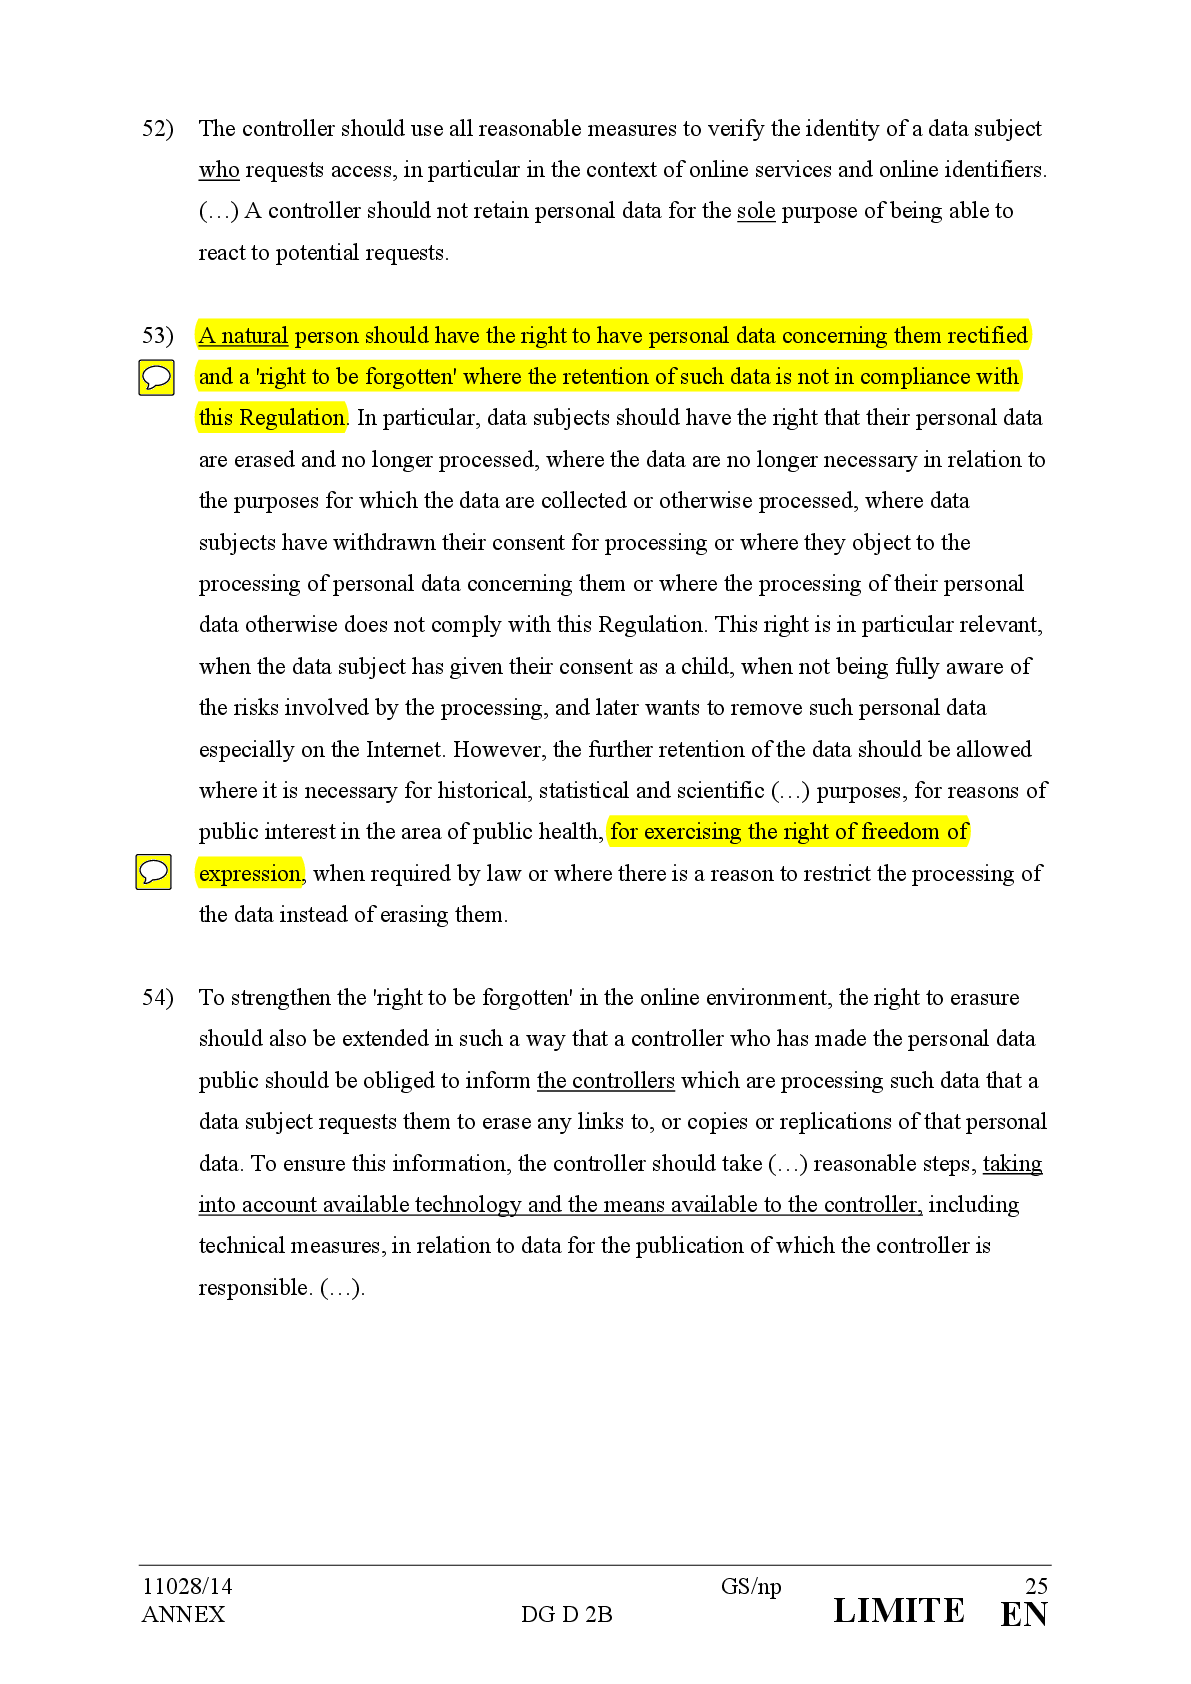 52) The controller should use all reasonable measures to verify the identity of a data subject
who requests access, in particular in the context of online services and online identifiers.
(…) A controller should not retain personal data for the sole purpose of being able to
react to potential requests.
53) A natural person should have the right to have personal data concerning them rectified
and a 'right to be forgotten' where the retention of such data is not in compliance with
this Regulation. In particular, data subjects should have the right that their personal data
are erased and no longer processed, where the data are no longer necessary in relation to
the purposes for which the data are collected or otherwise processed, where data
subjects have withdrawn their consent for processing or where they object to the
processing of personal data concerning them or where the processing of their personal
data otherwise does not comply with this Regulation. This right is in particular relevant,
when the data subject has given their consent as a child, when not being fully aware of
the risks involved by the processing, and later wants to remove such personal data
especially on the Internet. However, the further retention of the data should be allowed
where it is necessary for historical, statistical and scientific (…) purposes, for reasons of
public interest in the area of public health, for exercising the right of freedom of
expression, when required by law or where there is a reason to restrict the processing of
the data instead of erasing them.
54) To strengthen the 'right to be forgotten' in the online environment, the right to erasure
should also be extended in such a way that a controller who has made the personal data
public should be obliged to inform the controllers which are processing such data that a
data subject requests them to erase any links to, or copies or replications of that personal
data. To ensure this information, the controller should take (…) reasonable steps, taking
into account available technology and the means available to the controller, including
technical measures, in relation to data for the publication of which the controller is
responsible. (…).
11028/14 GS/np 25
ANNEX DG D 2B LIMITE EN